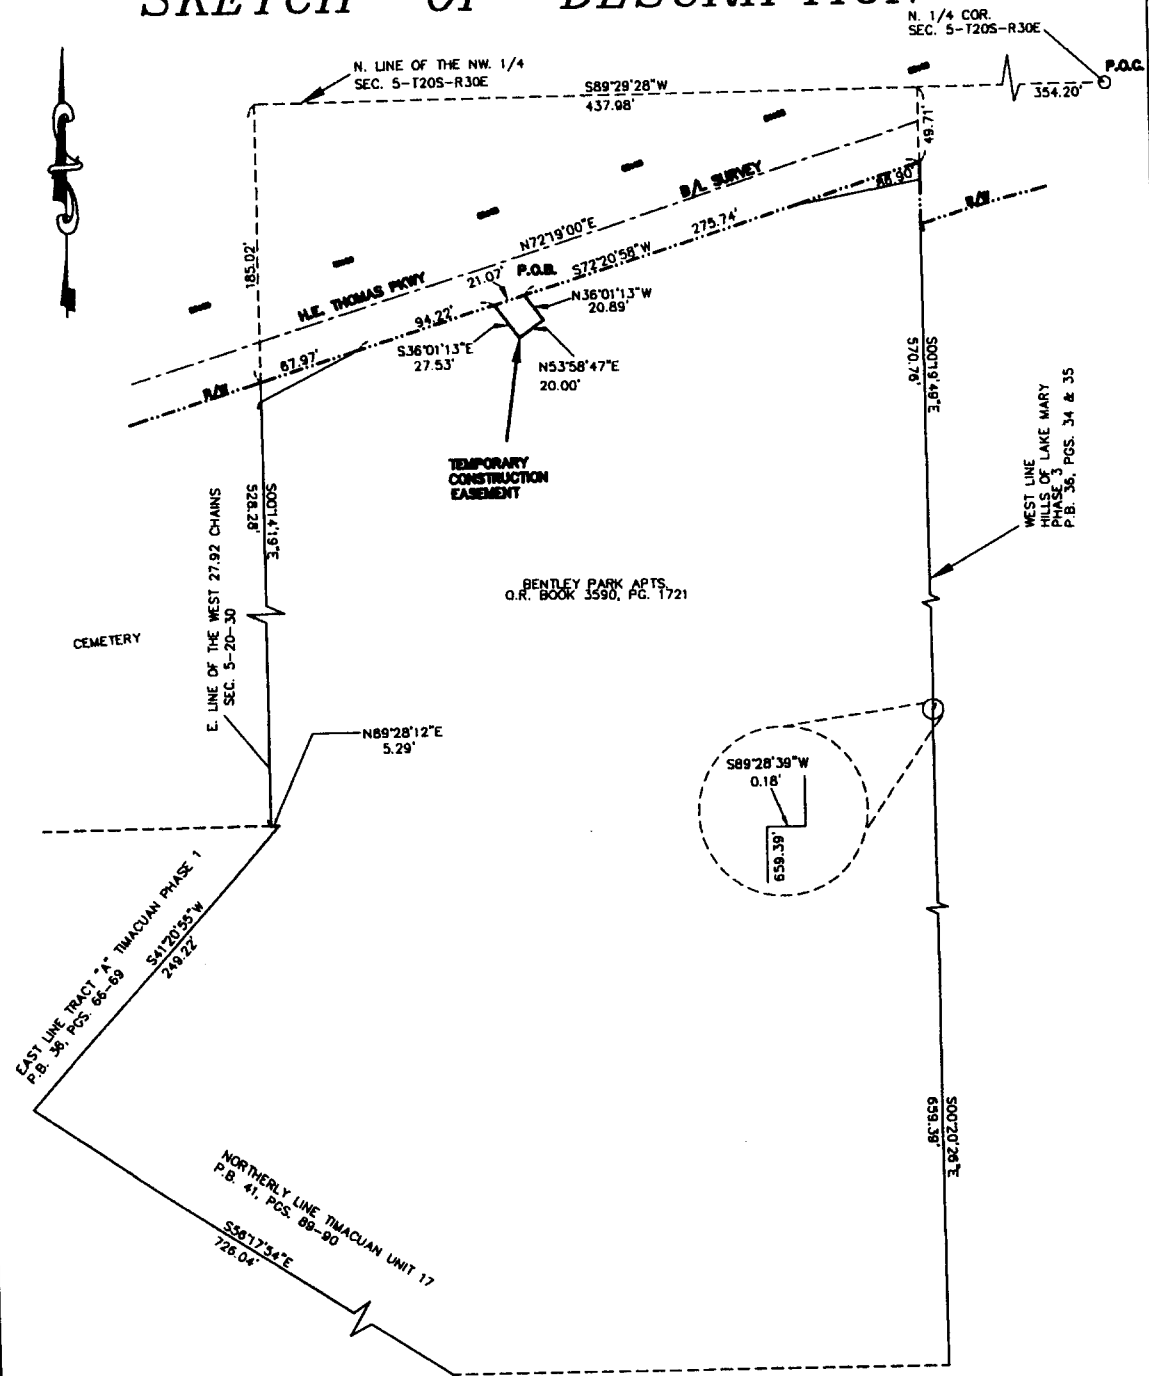 SKETCH OF DESCRIPTION
N. 1/4 COR.
SEC. 5-T20S-R30E
P.O.C.
N. LINE OF THE NW. 1/4
SEC. 5-T20S-R30E
S89°29'28"W
437.98'
354.20'
49.71'
B/L SURVEY
86.90'
R/W
275.74'
N72°19'00"E
S72°20'58"W
185.02'
P.O.B.
21.07'
H.E. THOMAS PKWY
N36°01'13"W
20.89'
94.22'
S36°01'13"E
27.53'
N53°58'47"E
20.00'
67.97'
R/W
S00°19'49"E
570.76'
TEMPORARY
CONSTRUCTION
EASEMENT
WEST LINE
HILLS OF LAKE MARY
PHASE 3
P.B. 36, PGS. 34 & 35
S00°14'19"E
528.28'
E. LINE OF THE WEST 27.92 CHAINS
SEC. 5-20-30
BENTLEY PARK APTS.
O.R. BOOK 3590, PG. 1721
CEMETERY
N89°28'12"E
5.29'
S89°28'39"W
0.18'
659.39'
EAST LINE TRACT "A" TIMACUAN PHASE 1
P.B. 36, PGS. 66-69
S41°20'55"W
249.22'
S00°20'26"E
659.39'
NORTHERLY LINE TIMACUAN UNIT 17
P.B. 41, PGS. 89-90
S56°17'54"E
726.04'